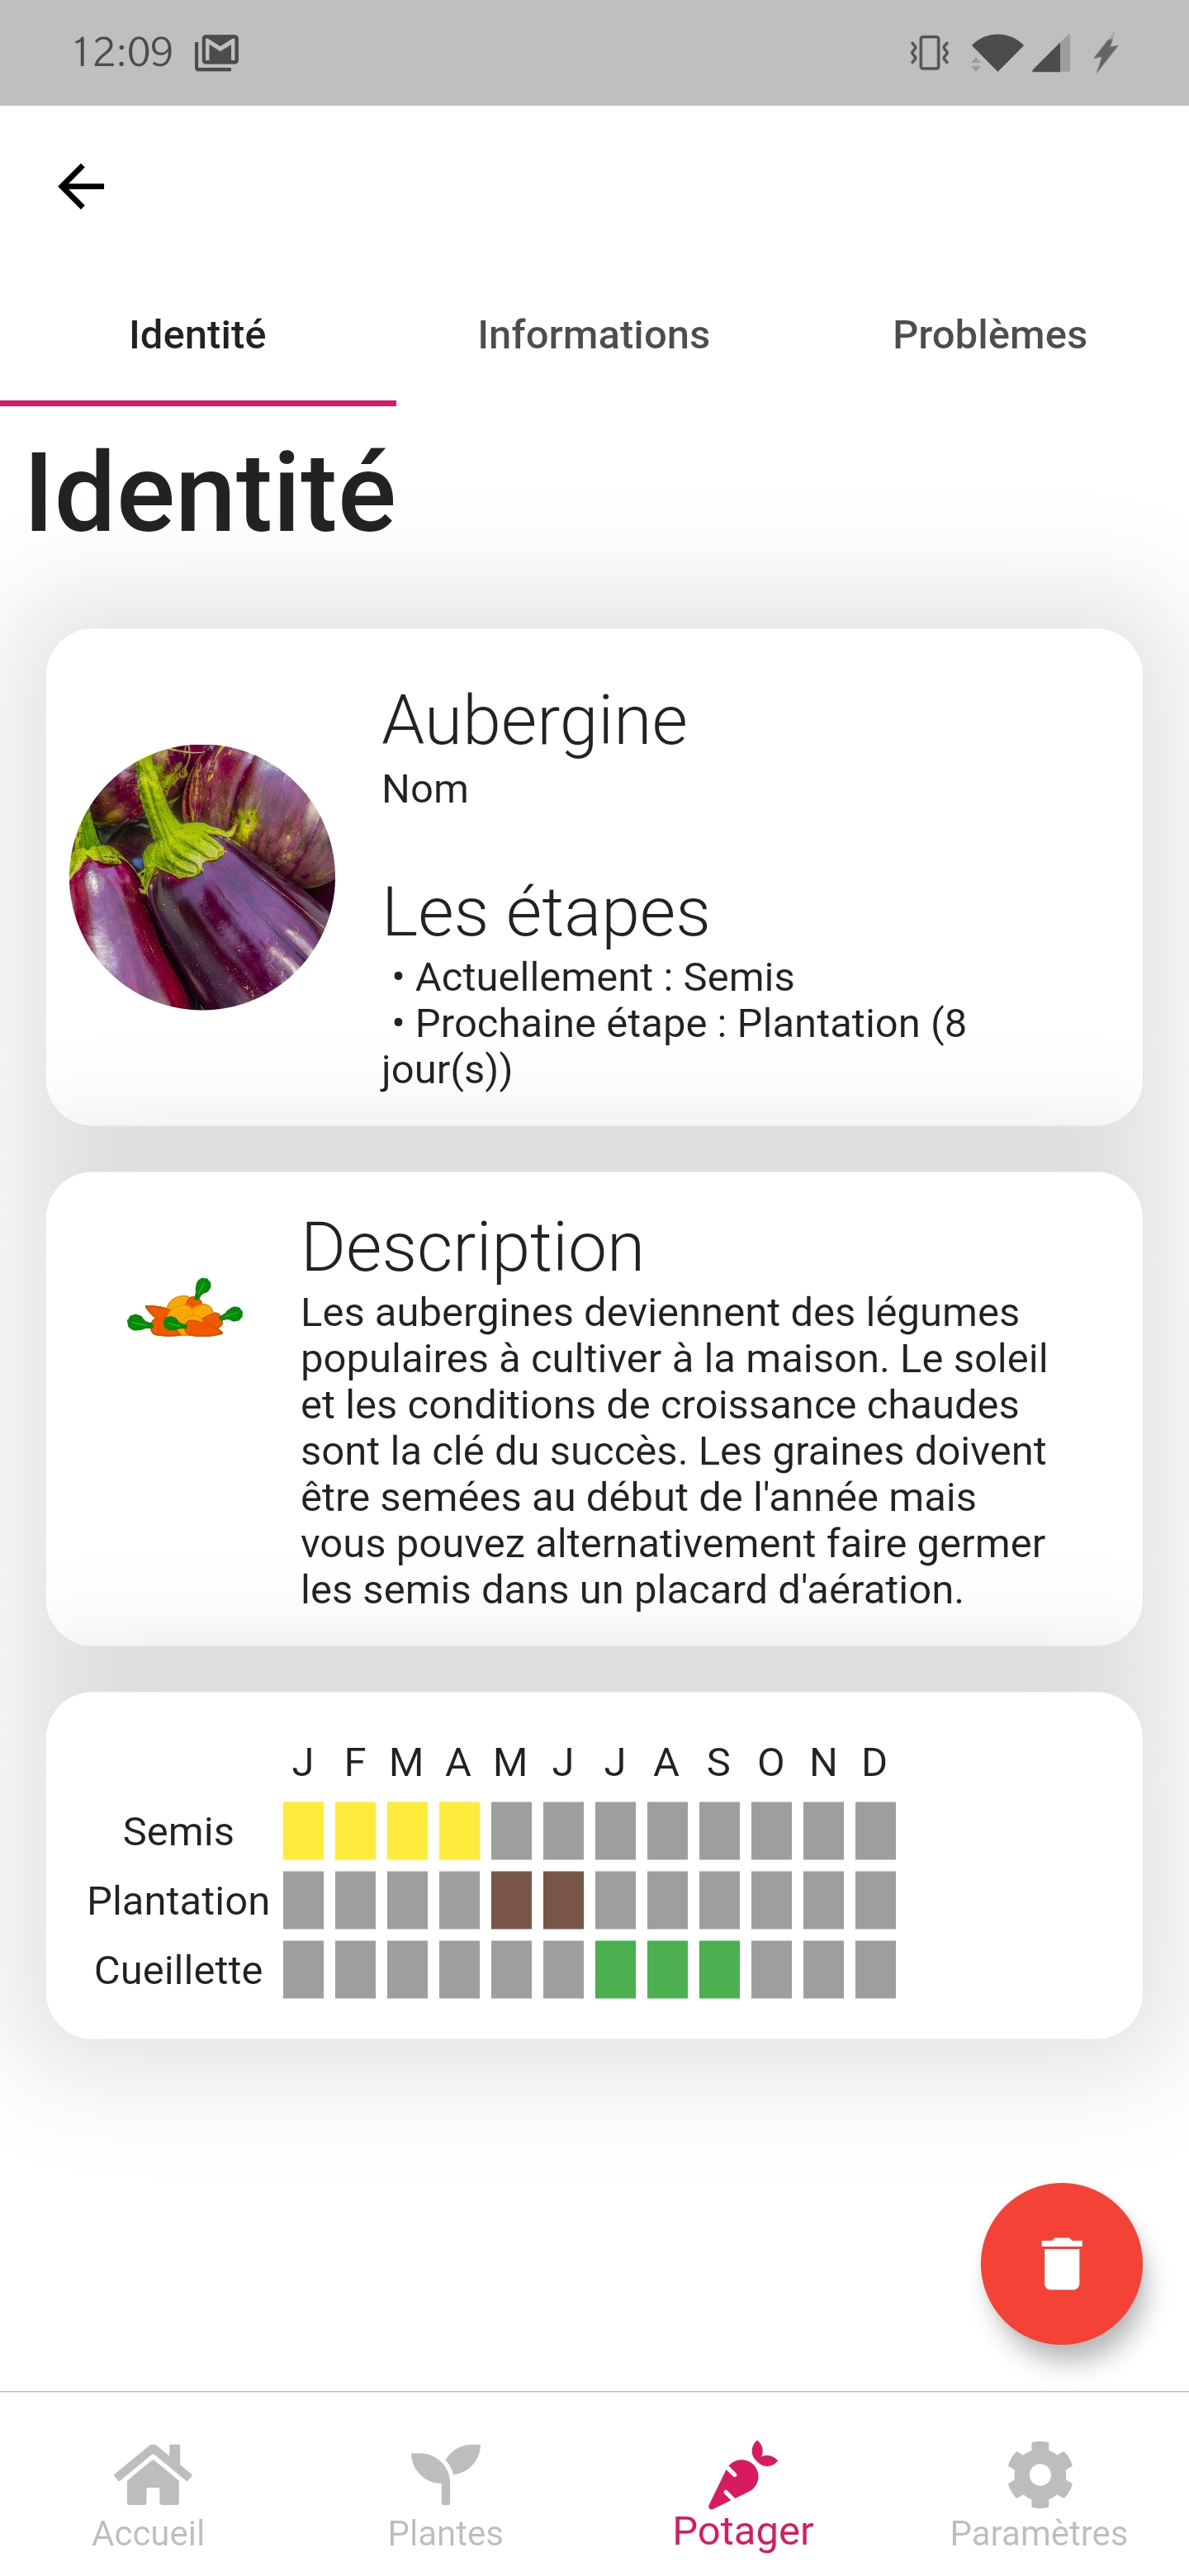 12:09
Identité Informations Problèmes
Identité
Aubergine
Nom
Les étapes
• Actuellement : Semis
• Prochaine étape : Plantation (8
jour(s))
Description
Les aubergines deviennent des légumes
populaires à cultiver à la maison. Le soleil
et les conditions de croissance chaudes
sont la clé du succès. Les graines doivent
être semées au début de l'année mais
vous pouvez alternativement faire germer
les semis dans un placard d'aération.
J F M A M J J A S O N D
Semis
Plantation
Cueillette
Accueil Plantes Potager Paramètres